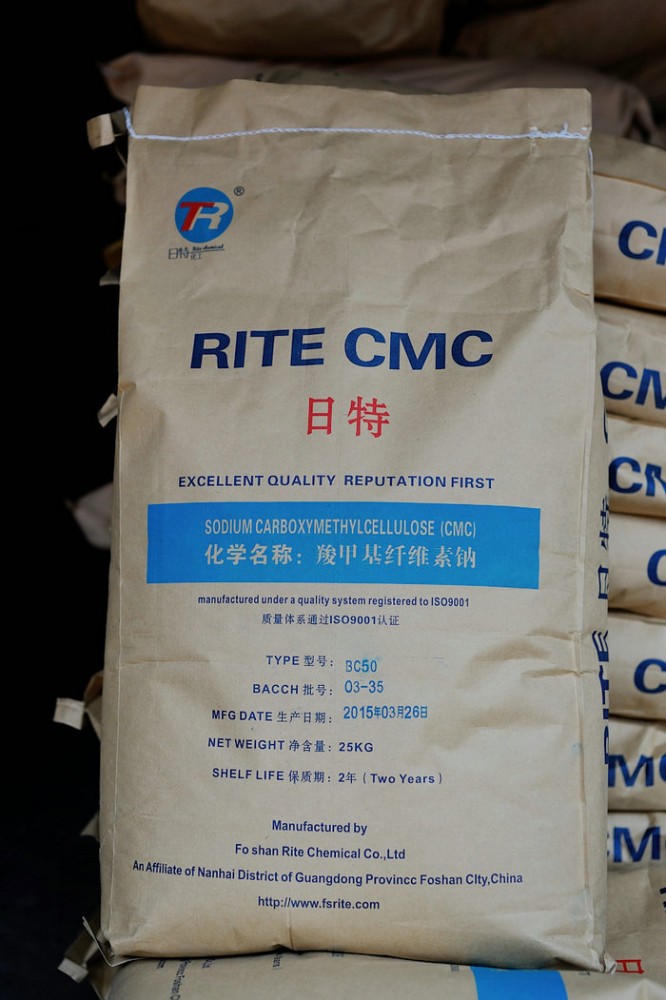 TR ®
日特化工 Rite chemical
RITE CMC
日特
EXCELLENT QUALITY REPUTATION FIRST
SODIUM CARBOXYMETHYLCELLULOSE (CMC)
化学名称：羧甲基纤维素钠
manufactured under a quality system registered to ISO9001
质量体系通过ISO9001认证
TYPE 型号: BC50
BACCH 批号: 03-35
MFG DATE 生产日期: 2015年03月26日
NET WEIGHT 净含量: 25KG
SHELF LIFE 保质期: 2年 (Two Years)
Manufactured by
Fo shan Rite Chemical Co.,Ltd
An Affiliate of Nanhai District of Guangdong Provincc Foshan CIty,China
http://www.fsrite.com